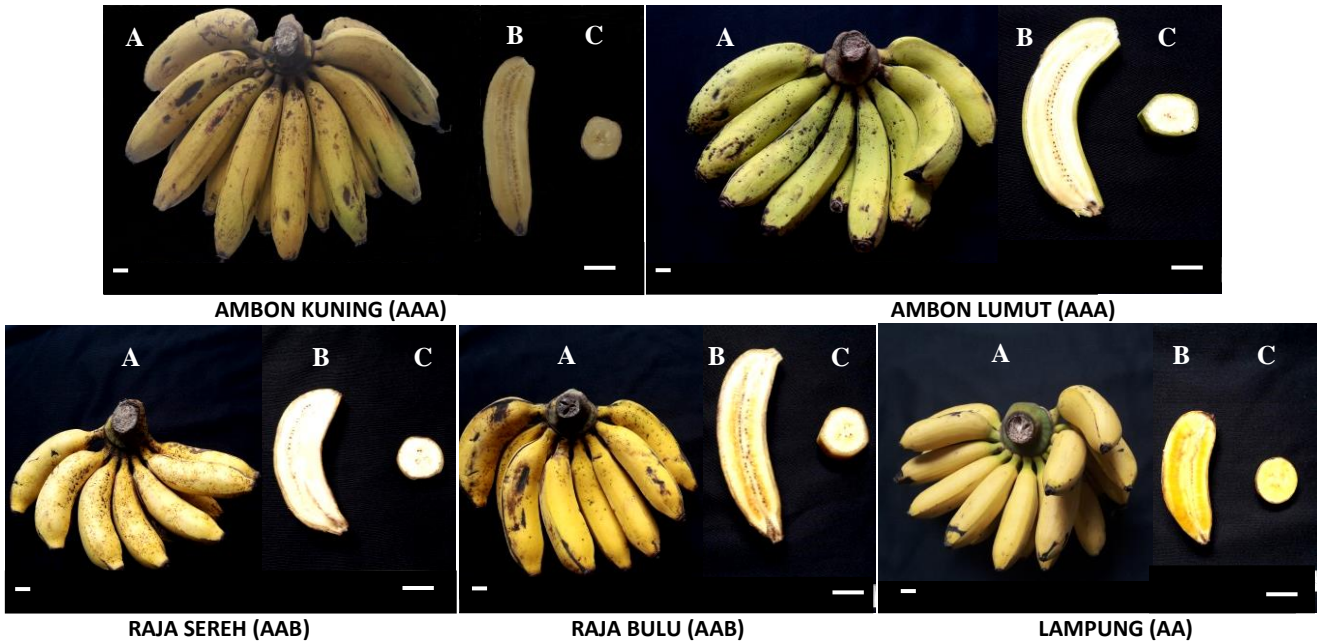 A B C A B C
AMBON KUNING (AAA) AMBON LUMUT (AAA)
A B C A B C A B C
RAJA SEREH (AAB) RAJA BULU (AAB) LAMPUNG (AA)